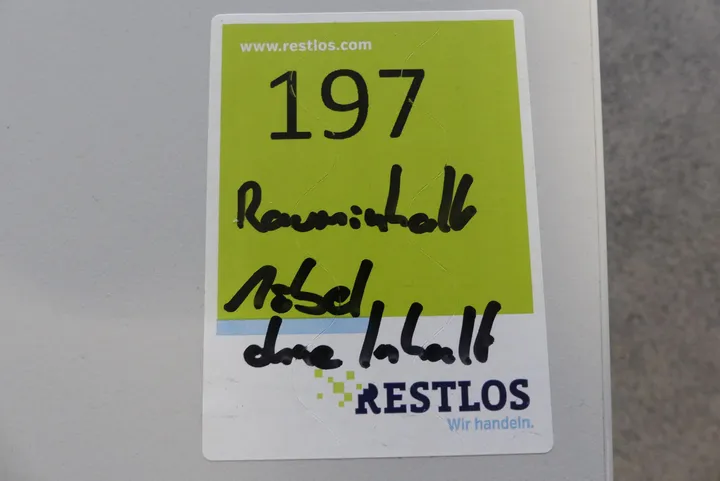 www.restlos.com
197
Rauminhalt
Möbel
ohne Inhalt
RESTLOS
Wir handeln.